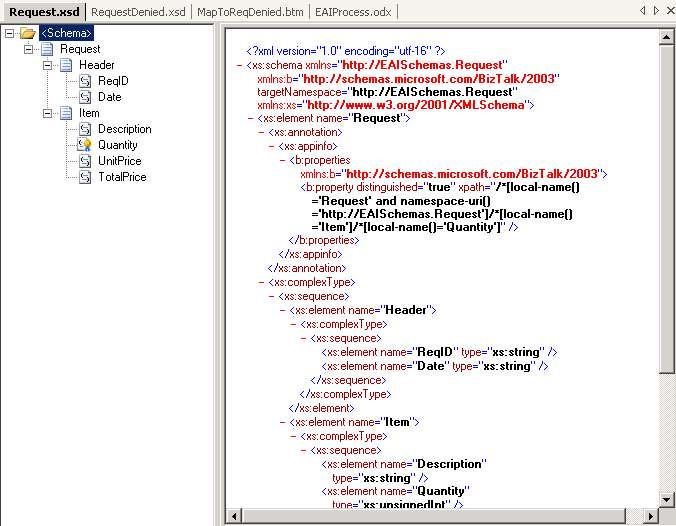 Request.xsd RequestDenied.xsd MapToReqDenied.btm EAIProcess.odx
<Schema>
Request
Header
ReqID
Date
Item
Description
Quantity
UnitPrice
TotalPrice
<?xml version="1.0" encoding="utf-16" ?>
- <xs:schema xmlns="http://EAISchemas.Request"
xmlns:b="http://schemas.microsoft.com/BizTalk/2003"
targetNamespace="http://EAISchemas.Request"
xmlns:xs="http://www.w3.org/2001/XMLSchema">
- <xs:element name="Request">
- <xs:annotation>
- <xs:appinfo>
- <b:properties
xmlns:b="http://schemas.microsoft.com/BizTalk/2003">
<b:property distinguished="true" xpath="/*[local-name()
='Request' and namespace-uri()
='http://EAISchemas.Request']/*[local-name()
='Item']/*[local-name()='Quantity']" />
</b:properties>
</xs:appinfo>
</xs:annotation>
- <xs:complexType>
- <xs:sequence>
- <xs:element name="Header">
- <xs:complexType>
- <xs:sequence>
<xs:element name="ReqID" type="xs:string" />
<xs:element name="Date" type="xs:string" />
</xs:sequence>
</xs:complexType>
</xs:element>
- <xs:element name="Item">
- <xs:complexType>
- <xs:sequence>
<xs:element name="Description"
type="xs:string" />
<xs:element name="Quantity"
type="xs:unsignedInt" />